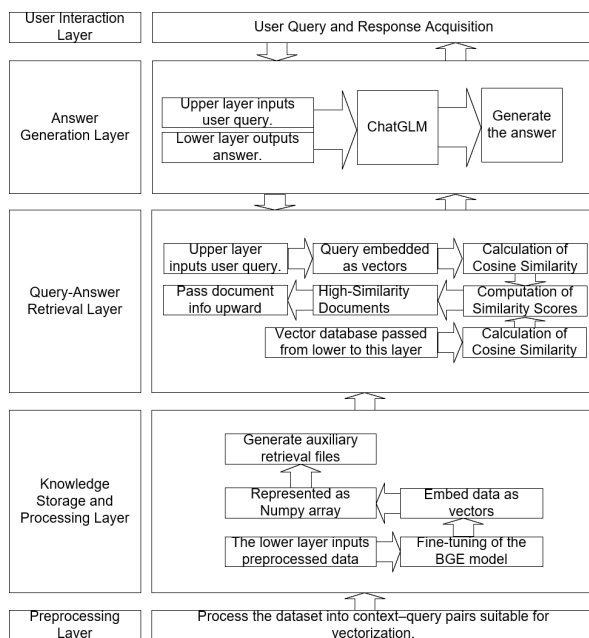 User Interaction
Layer
User Query and Response Acquisition
Answer
Generation Layer
Upper layer inputs
user query.
Lower layer outputs
answer.
ChatGLM
Generate
the answer
Query-Answer
Retrieval Layer
Upper layer
inputs user query.
Query embedded
as vectors
Calculation of
Cosine Similarity
Pass document
info upward
High-Similarity
Documents
Computation of
Similarity Scores
Vector database passed
from lower to this layer
Calculation of
Cosine Similarity
Knowledge
Storage and
Processing Layer
Generate auxiliary
retrieval files
Represented as
Numpy array
Embed data as
vectors
The lower layer inputs
preprocessed data
Fine-tuning of the
BGE model
Preprocessing
Layer
Process the dataset into context–query pairs suitable for
vectorization.